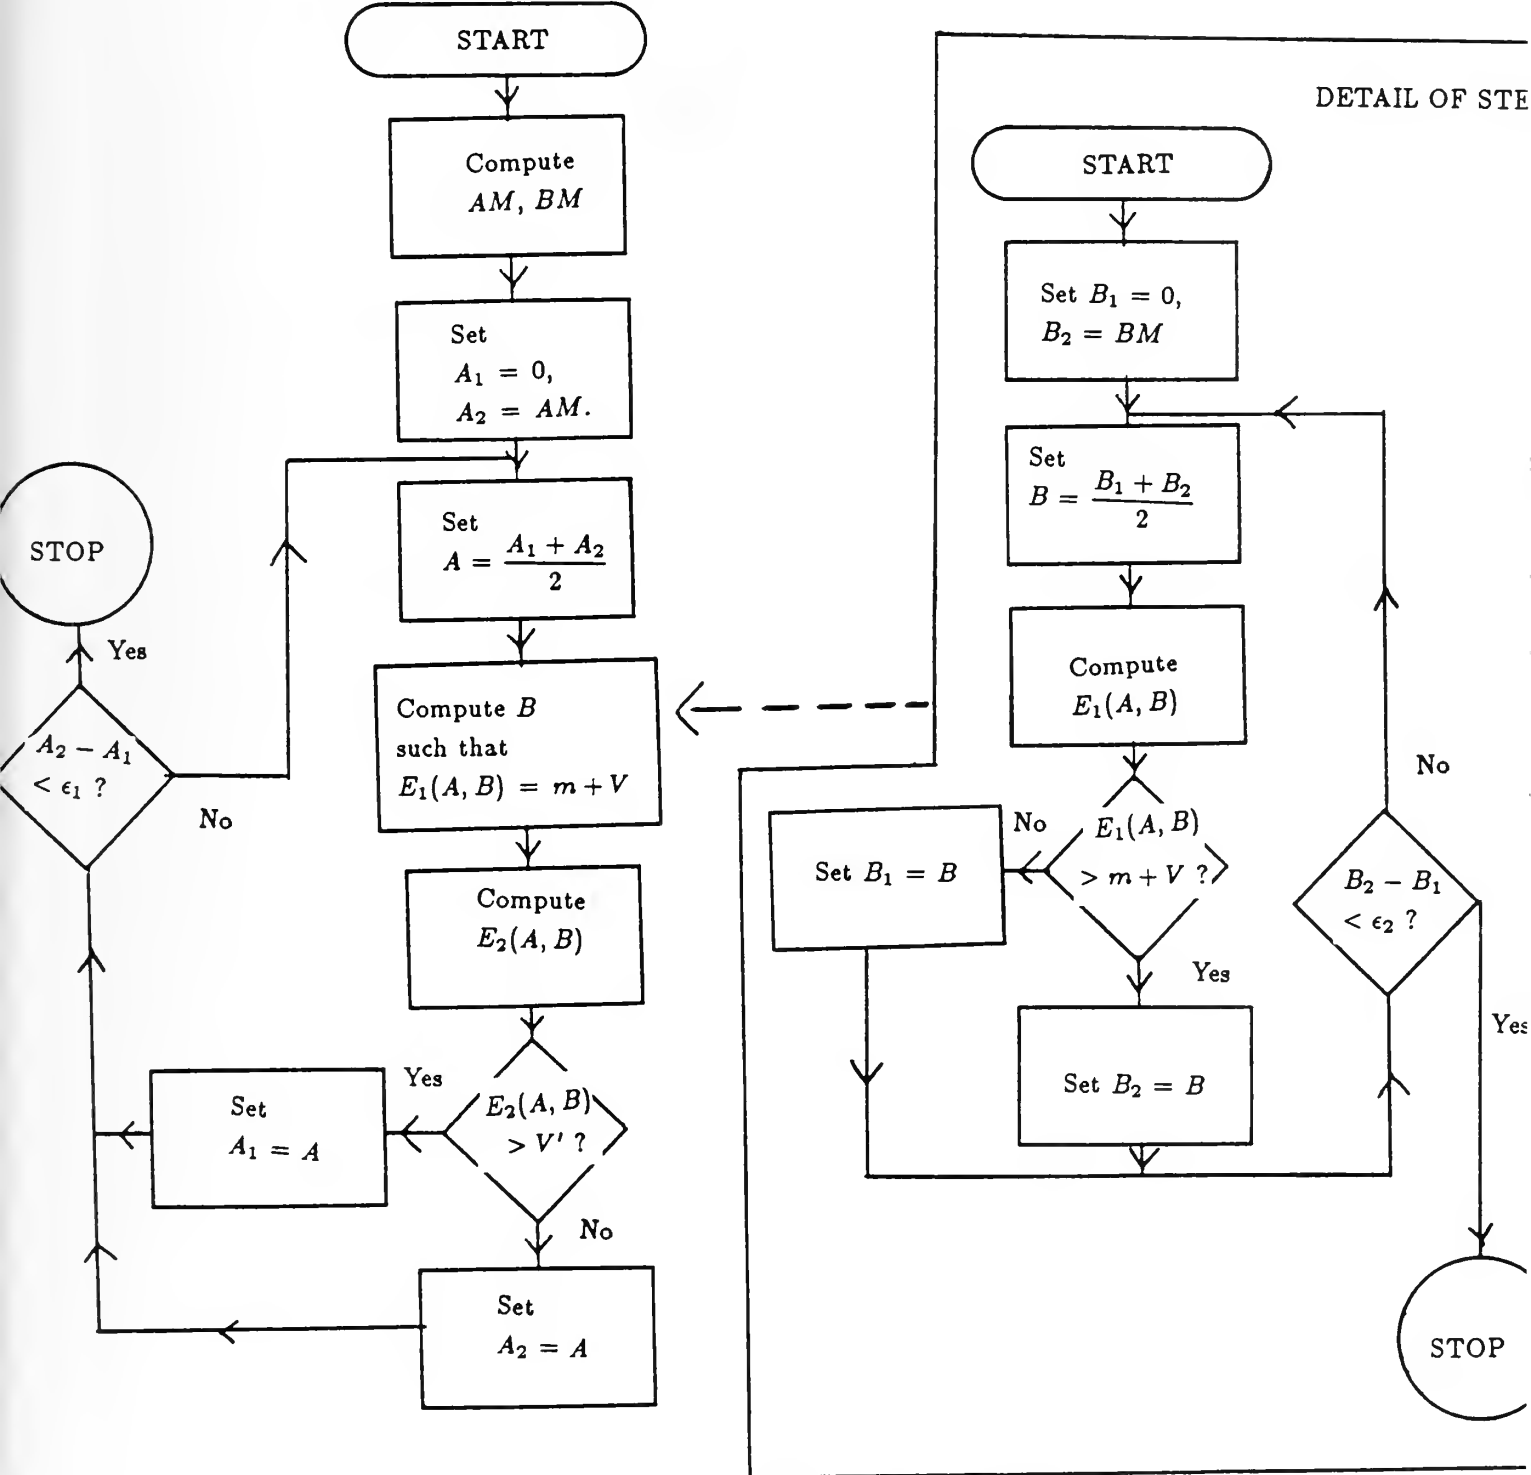 START
Compute
AM, BM
Set
A₁ = 0,
A₂ = AM.
Set
A = (A₁ + A₂)/2
Compute B
such that
E₁(A, B) = m + V
Compute
E₂(A, B)
E₂(A, B)
> V' ?
Yes
Set
A₁ = A
No
Set
A₂ = A
A₂ − A₁
< ϵ₁ ?
No
Yes
STOP
DETAIL OF STE
START
Set B₁ = 0,
B₂ = BM
Set
B = (B₁ + B₂)/2
Compute
E₁(A, B)
E₁(A, B)
> m + V ?
No
Set B₁ = B
Yes
Set B₂ = B
B₂ − B₁
< ϵ₂ ?
No
Yes
STOP